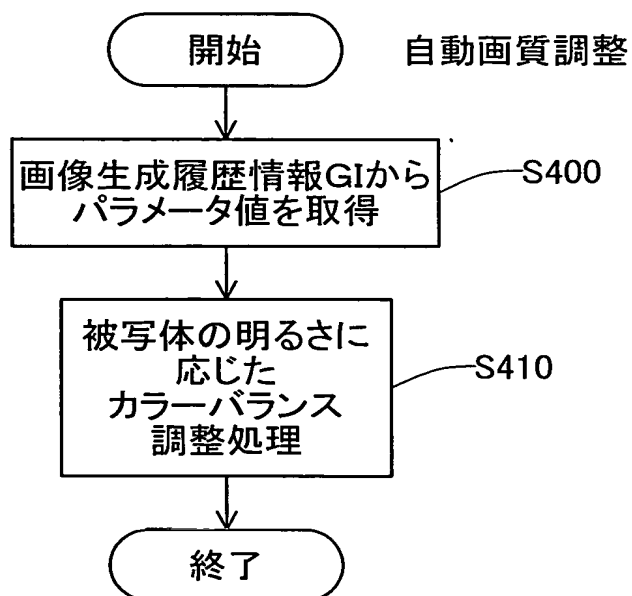 開始
自動画質調整
画像生成履歴情報GIから
パラメータ値を取得
S400
被写体の明るさに
応じた
カラーバランス
調整処理
S410
終了